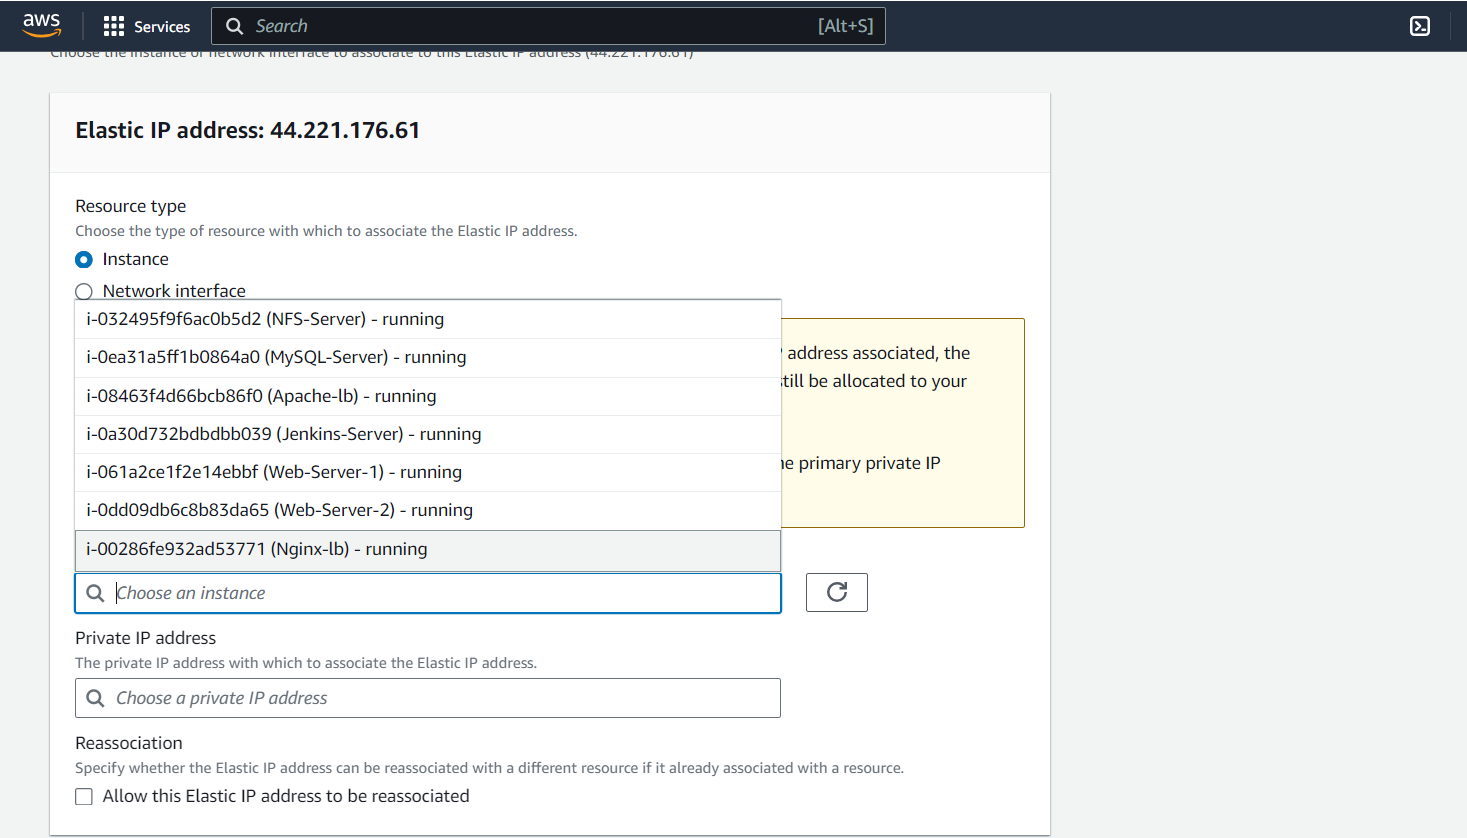 aws
Services
Search
[Alt+S]
Choose the instance or network interface to associate to this Elastic IP address (44.221.176.61)
Elastic IP address: 44.221.176.61
Resource type
Choose the type of resource with which to associate the Elastic IP address.
Instance
Network interface
i-032495f9f6ac0b5d2 (NFS-Server) - running
i-0ea31a5ff1b0864a0 (MySQL-Server) - running
address associated, the
till be allocated to your
i-08463f4d66bcb86f0 (Apache-lb) - running
i-0a30d732bdbdbb039 (Jenkins-Server) - running
i-061a2ce1f2e14ebbf (Web-Server-1) - running
e primary private IP
i-0dd09db6c8b83da65 (Web-Server-2) - running
i-00286fe932ad53771 (Nginx-lb) - running
Choose an instance
Private IP address
The private IP address with which to associate the Elastic IP address.
Choose a private IP address
Reassociation
Specify whether the Elastic IP address can be reassociated with a different resource if it already associated with a resource.
Allow this Elastic IP address to be reassociated